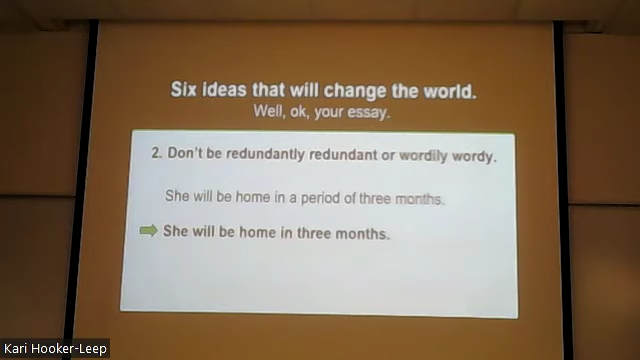 Six ideas that will change the world.
Well, ok, your essay.
2. Don't be redundantly redundant or wordily wordy.
She will be home in a period of three months.
She will be home in three months.
Kari Hooker-Leep